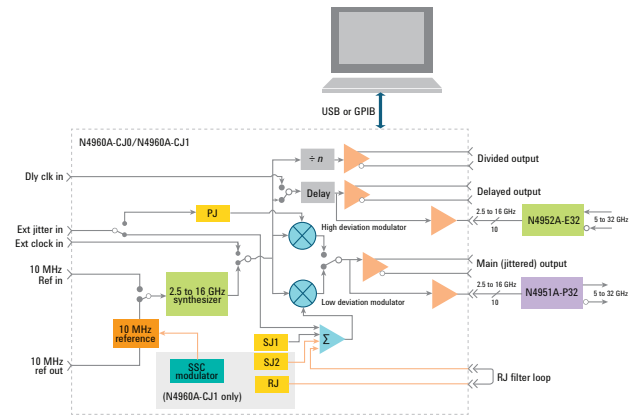 USB or GPIB
N4960A-CJ0/N4960A-CJ1
÷ n
Divided output
Dly clk in
Delay
Delayed output
PJ
High deviation modulator
2.5 to 16 GHz
10
N4952A-E32
5 to 32 GHz
Ext jitter in
Ext clock in
10 MHz
Ref in
2.5 to 16 GHz
synthesizer
Main (jittered) output
Low deviation modulator
2.5 to 16 GHz
10
N4951A-P32
5 to 32 GHz
10 MHz
reference
SJ1
Σ
SJ2
10 MHz
ref out
SSC
modulator
RJ
RJ filter loop
(N4960A-CJ1 only)